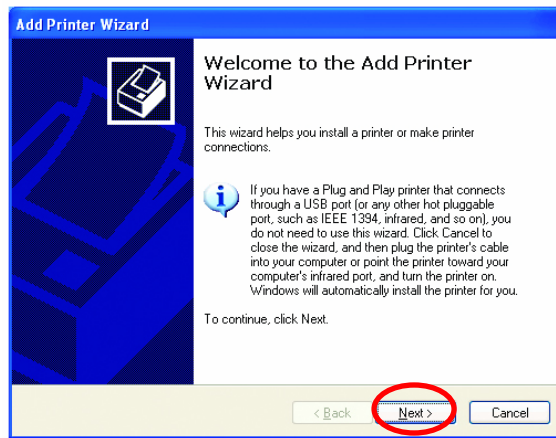 Add Printer Wizard
Welcome to the Add Printer
Wizard
This wizard helps you install a printer or make printer
connections.
If you have a Plug and Play printer that connects
through a USB port (or any other hot pluggable
port, such as IEEE 1394, infrared, and so on), you
do not need to use this wizard. Click Cancel to
close the wizard, and then plug the printer's cable
into your computer or point the printer toward your
computer's infrared port, and turn the printer on.
Windows will automatically install the printer for you.
To continue, click Next.
< Back Next > Cancel